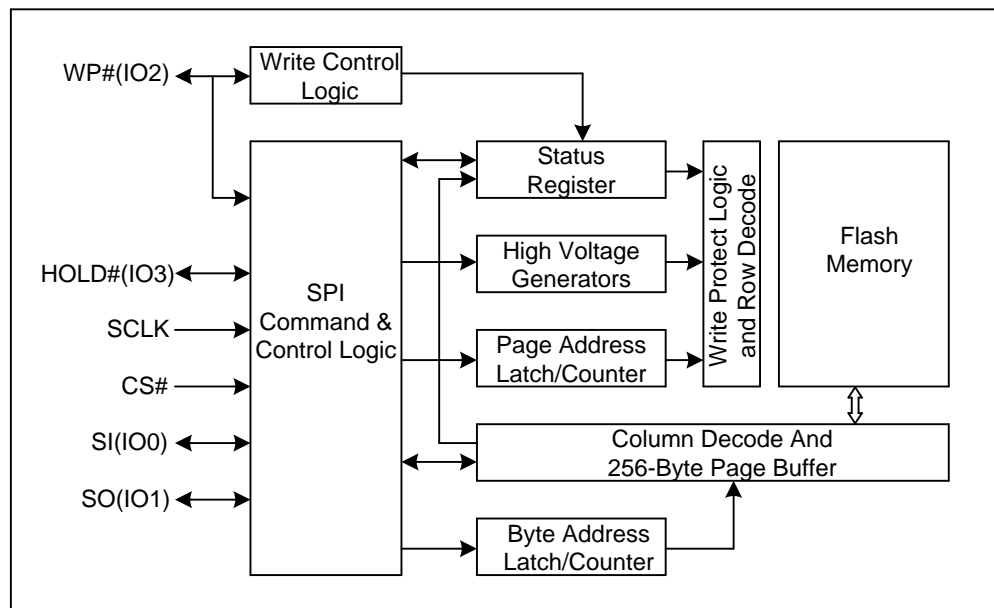 WP#(IO2)
Write Control
Logic
Status
Register
Write Protect Logic
and Row Decode
Flash
Memory
HOLD#(IO3)
High Voltage
Generators
SPI
Command &
Control Logic
SCLK
Page Address
Latch/Counter
CS#
SI(IO0)
Column Decode And
256-Byte Page Buffer
SO(IO1)
Byte Address
Latch/Counter